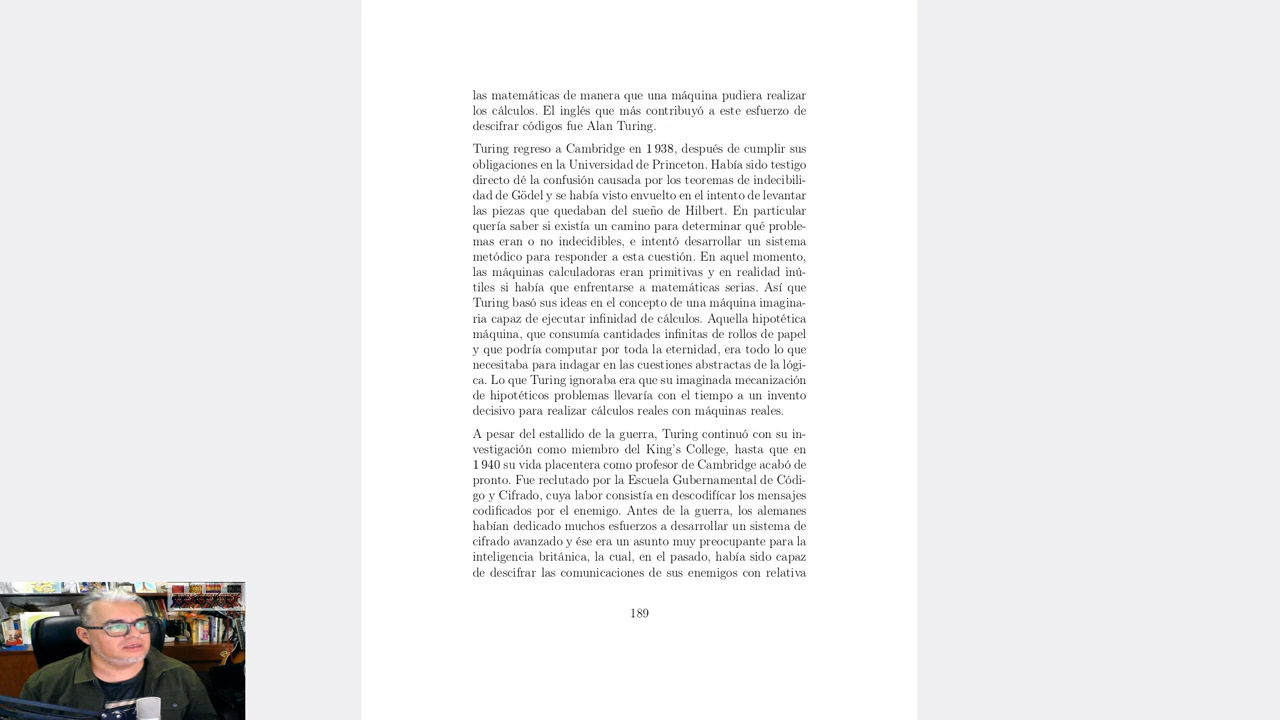 las matemáticas de manera que una máquina pudiera realizar
los cálculos. El inglés que más contribuyó a este esfuerzo de
descifrar códigos fue Alan Turing.
Turing regreso a Cambridge en 1 938, después de cumplir sus
obligaciones en la Universidad de Princeton. Había sido testigo
directo dé la confusión causada por los teoremas de indecibili-
dad de Gödel y se había visto envuelto en el intento de levantar
las piezas que quedaban del sueño de Hilbert. En particular
quería saber si existía un camino para determinar qué proble-
mas eran o no indecidibles, e intentó desarrollar un sistema
metódico para responder a esta cuestión. En aquel momento,
las máquinas calculadoras eran primitivas y en realidad inú-
tiles si había que enfrentarse a matemáticas serias. Así que
Turing basó sus ideas en el concepto de una máquina imagina-
ria capaz de ejecutar infinidad de cálculos. Aquella hipotética
máquina, que consumía cantidades infinitas de rollos de papel
y que podría computar por toda la eternidad, era todo lo que
necesitaba para indagar en las cuestiones abstractas de la lógi-
ca. Lo que Turing ignoraba era que su imaginada mecanización
de hipotéticos problemas llevaría con el tiempo a un invento
decisivo para realizar cálculos reales con máquinas reales.
A pesar del estallido de la guerra, Turing continuó con su in-
vestigación como miembro del King's College, hasta que en
1 940 su vida placentera como profesor de Cambridge acabó de
pronto. Fue reclutado por la Escuela Gubernamental de Códi-
go y Cifrado, cuya labor consistía en descodifícar los mensajes
codificados por el enemigo. Antes de la guerra, los alemanes
habían dedicado muchos esfuerzos a desarrollar un sistema de
cifrado avanzado y ése era un asunto muy preocupante para la
inteligencia británica, la cual, en el pasado, había sido capaz
de descifrar las comunicaciones de sus enemigos con relativa
189